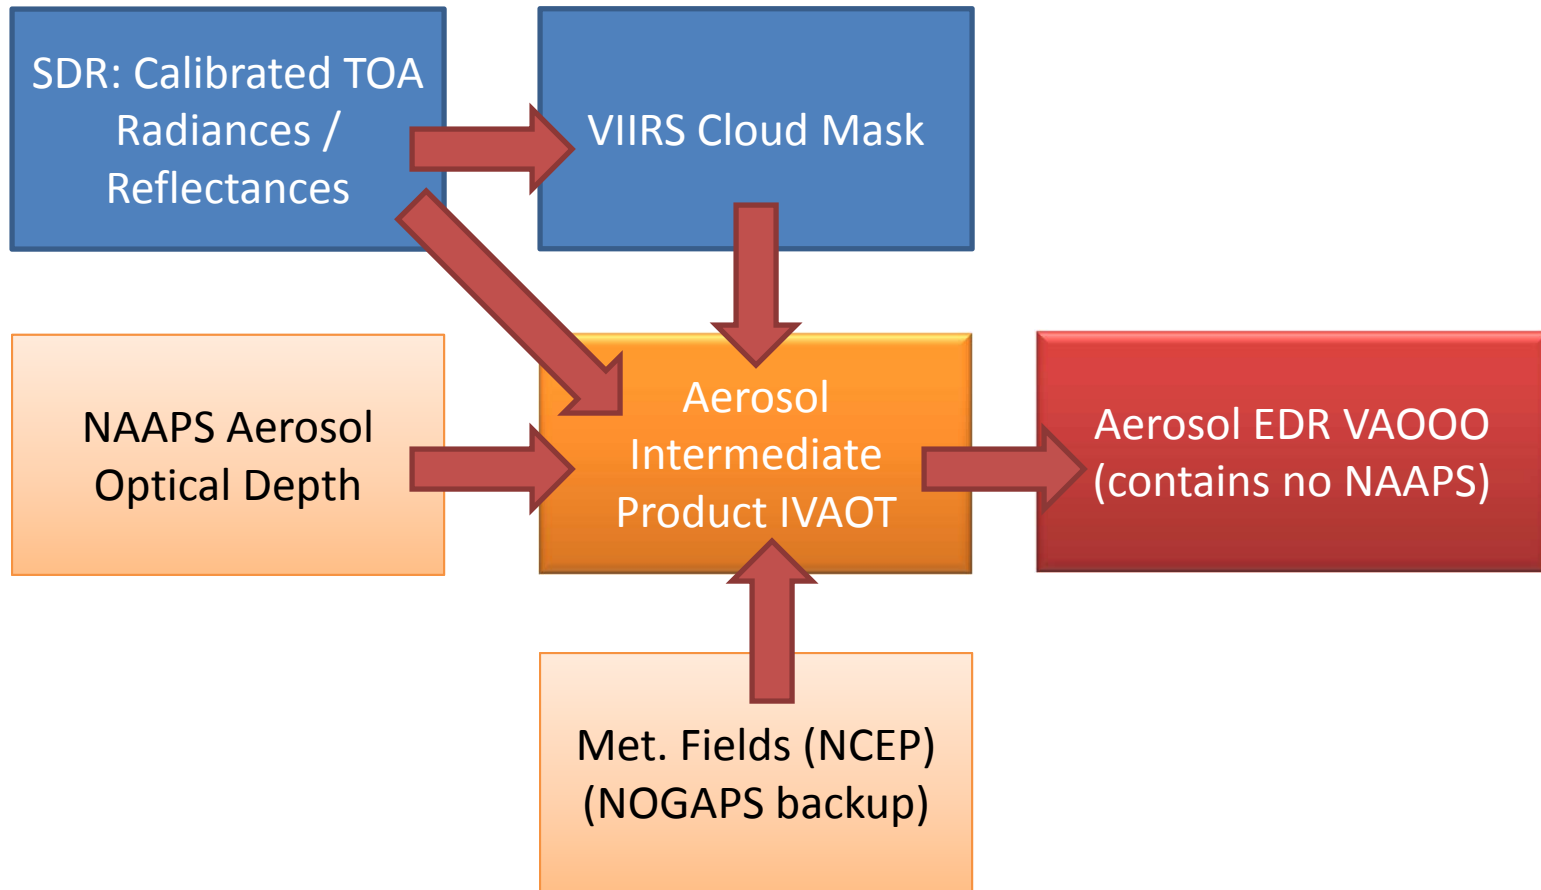 SDR: Calibrated TOA
Radiances /
Reflectances
VIIRS Cloud Mask
NAAPS Aerosol
Optical Depth
Aerosol
Intermediate
Product IVAOT
Aerosol EDR VAOOO
(contains no NAAPS)
Met. Fields (NCEP)
(NOGAPS backup)